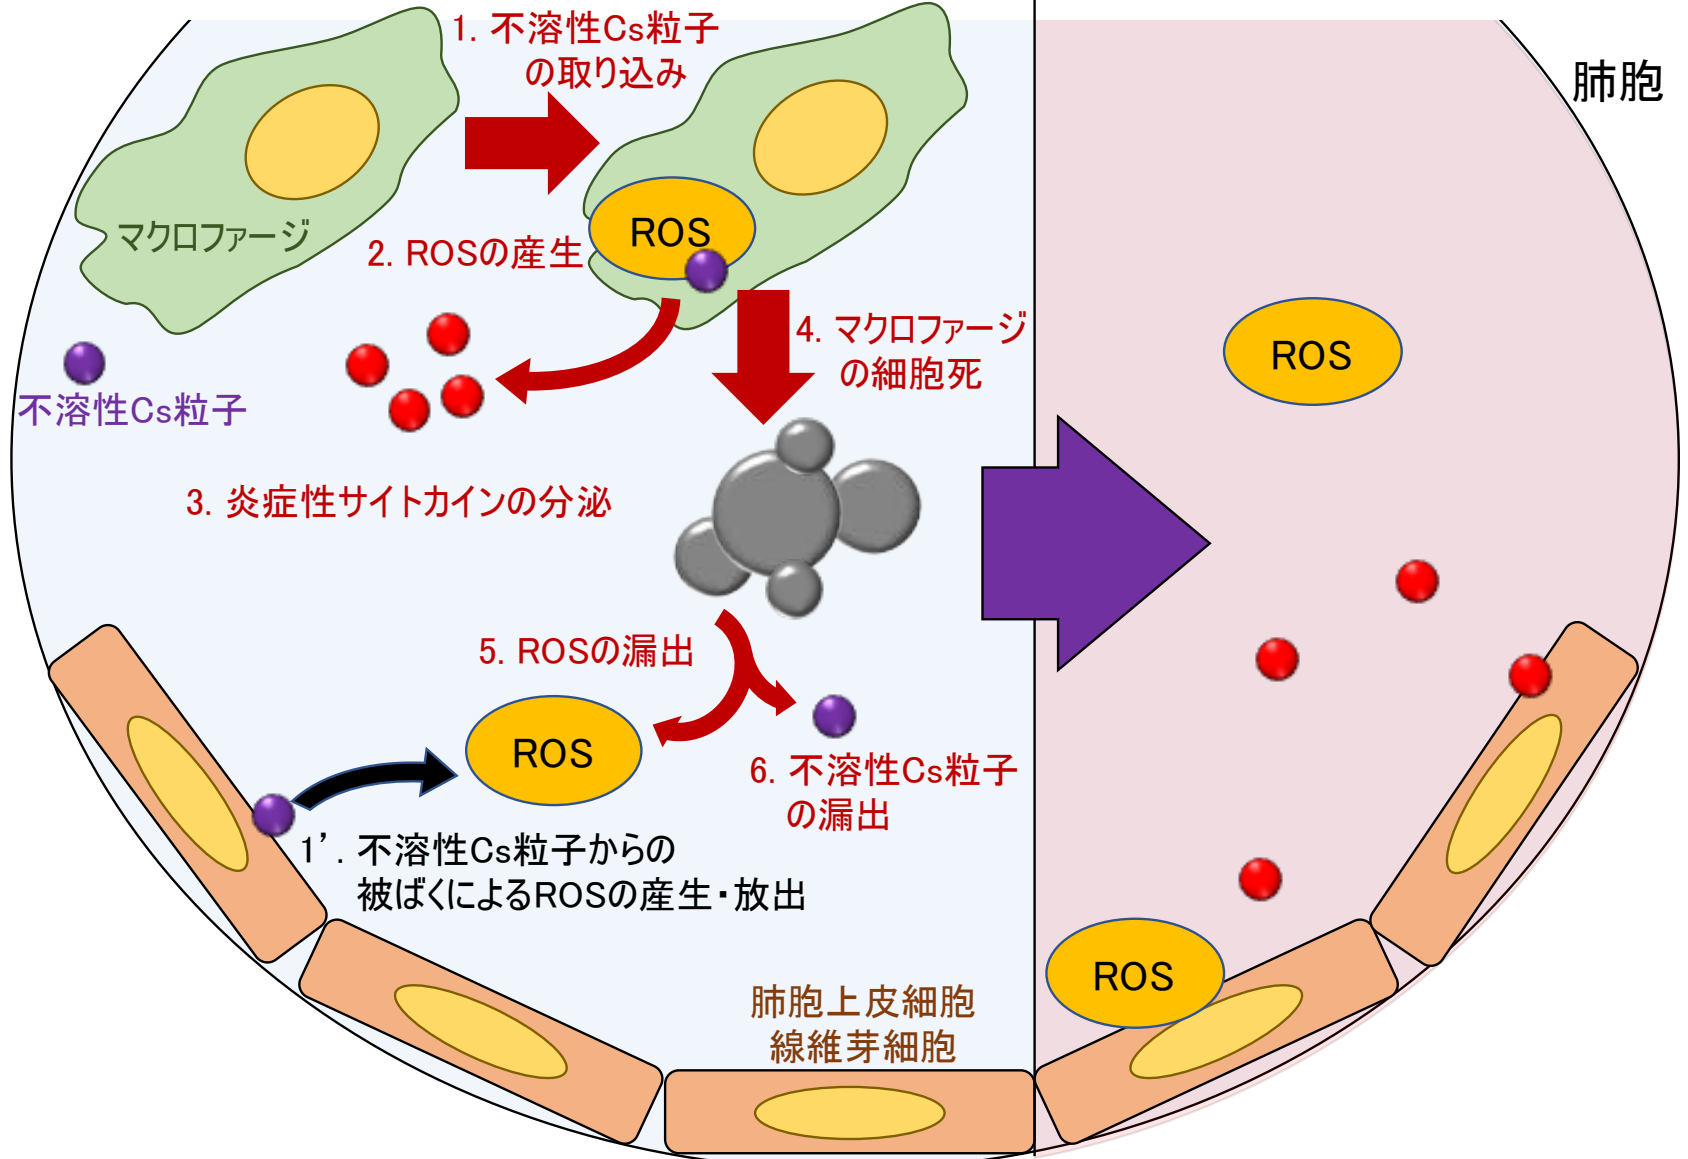 1. 不溶性Cs粒子
の取り込み
肺胞
マクロファージ
ROS
2. ROSの産生
4. マクロファージ
の細胞死
ROS
不溶性Cs粒子
3. 炎症性サイトカインの分泌
5. ROSの漏出
ROS
6. 不溶性Cs粒子
の漏出
1’. 不溶性Cs粒子からの
被ばくによるROSの産生・放出
ROS
肺胞上皮細胞
線維芽細胞